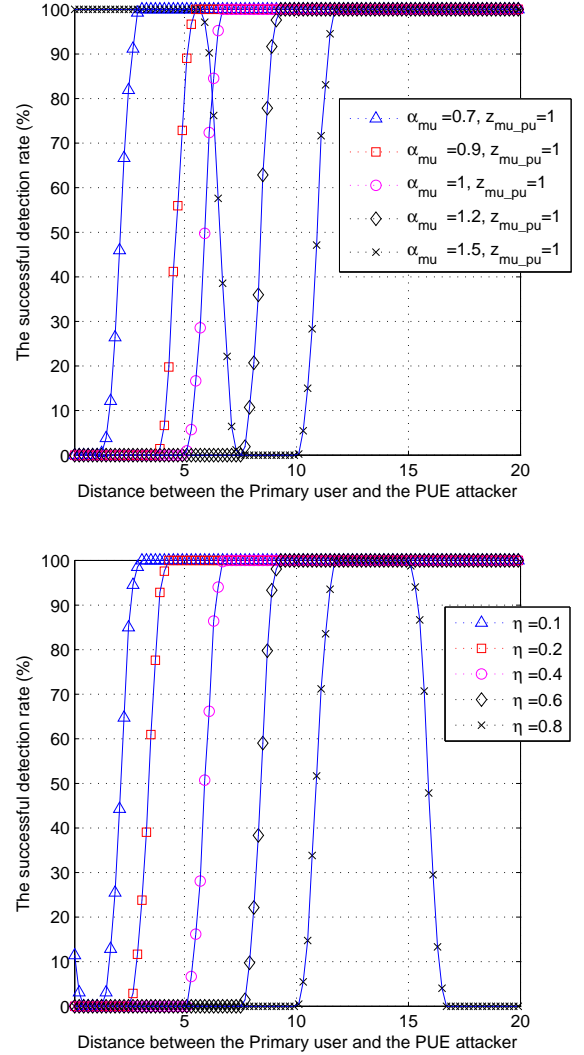 100
90
80
70
60
50
40
30
20
10
0
5
10
15
20
The successful detection rate (%)
Distance between the Primary user and the PUE attacker
α_mu =0.7, z_mu_pu=1
α_mu =0.9, z_mu_pu=1
α_mu =1, z_mu_pu=1
α_mu =1.2, z_mu_pu=1
α_mu =1.5, z_mu_pu=1
100
90
80
70
60
50
40
30
20
10
0
5
10
15
20
The successful detection rate (%)
Distance between the Primary user and the PUE attacker
η =0.1
η =0.2
η =0.4
η =0.6
η =0.8